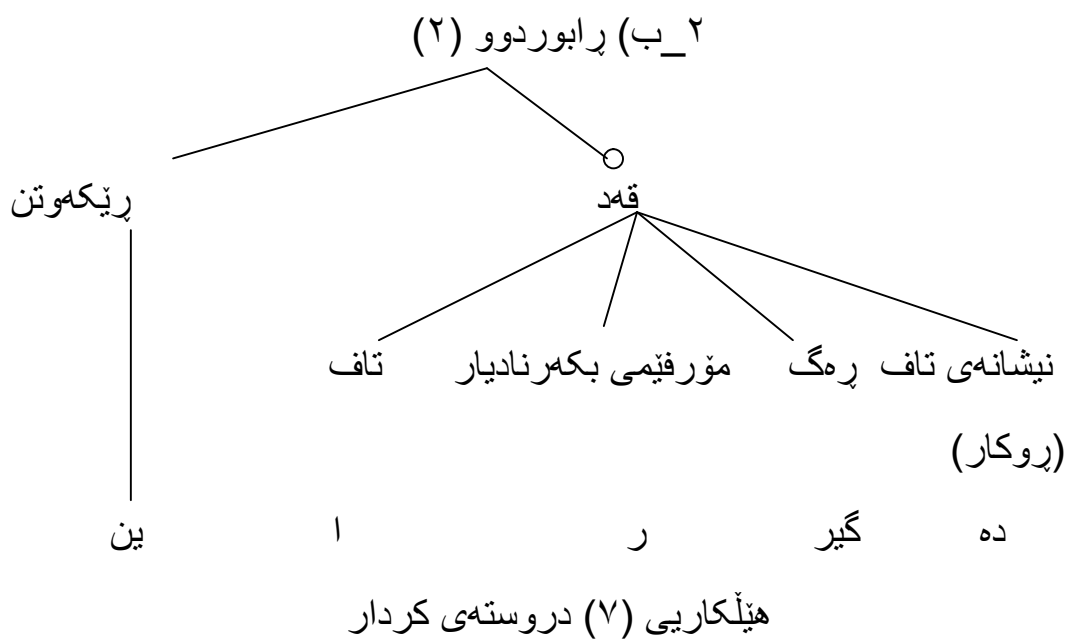 ٢_ب) ڕابوردوو (٢)
قەد ڕێکەوتن
نیشانەی تاف ڕەگ مۆرفێمی بکەرنادیار تاف
(ڕوکار)
دە گیر ر ا ین
هێڵکاریی (٧) دروستەی کردار